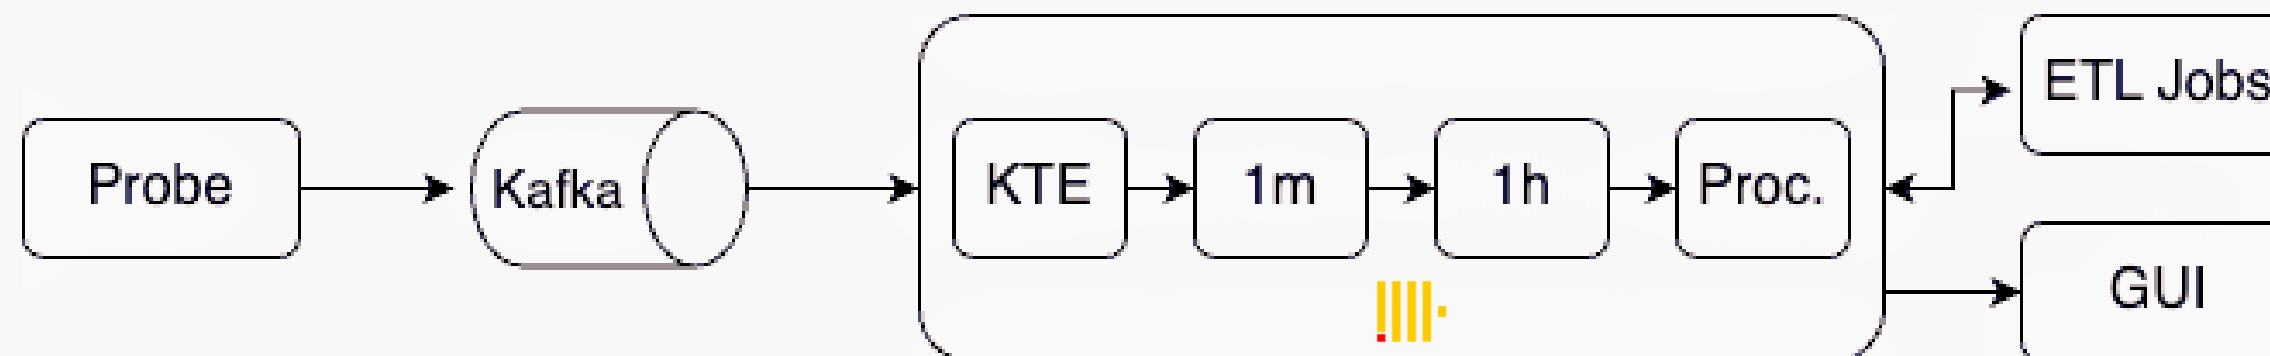 Probe
Kafka
KTE
1m
1h
Proc.
ETL Jobs
GUI